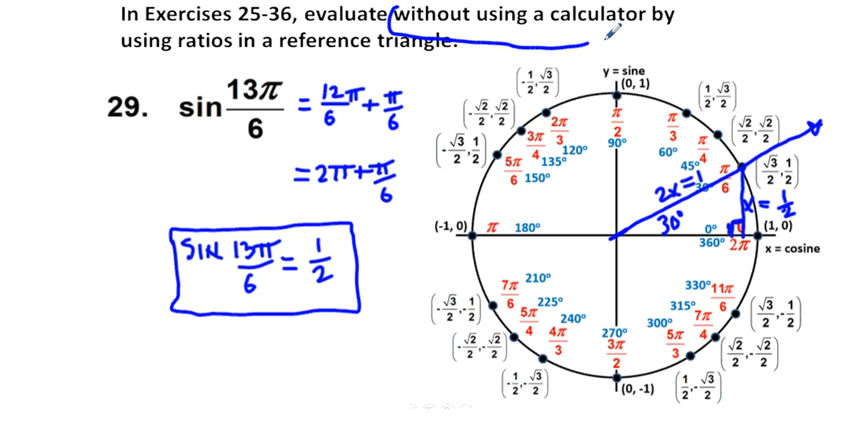 In Exercises 25-36, evaluate without using a calculator by
using ratios in a reference triangle.
29. sin 13π/6 = 12π/6 + π/6
= 2π + π/6
SIN 13π/6 = 1/2
y = sine
(0, 1)
(-1/2, √3/2)
(1/2, √3/2)
(-√2/2, √2/2)
(√2/2, √2/2)
(-√3/2, 1/2)
(√3/2, 1/2)
2π/3 120°
π/2 90°
π/3 60°
3π/4 135°
π/4 45°
5π/6 150°
π/6 30°
2x = 1
x = 1/2
30°
(-1, 0) π 180°
0° 0
(1, 0)
360° 2π
x = cosine
7π/6 210°
330° 11π/6
5π/4 225°
315° 7π/4
4π/3 240°
270° 3π/2
300° 5π/3
(-√3/2, -1/2)
(√3/2, -1/2)
(-√2/2, -√2/2)
(√2/2, -√2/2)
(-1/2, -√3/2)
(0, -1)
(1/2, -√3/2)